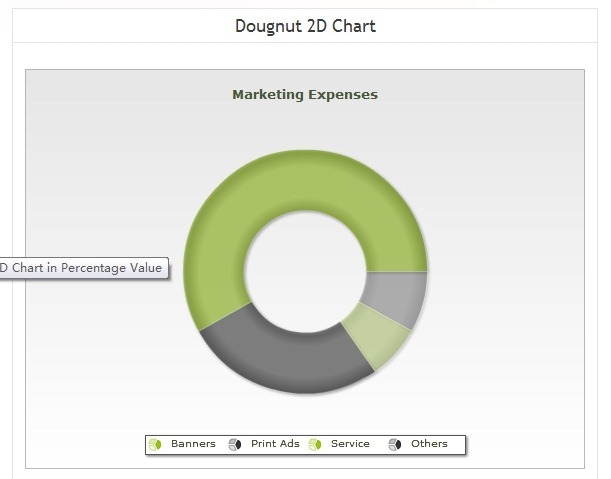 Dougnut 2D Chart
Marketing Expenses
D Chart in Percentage Value
Banners Print Ads Service Others